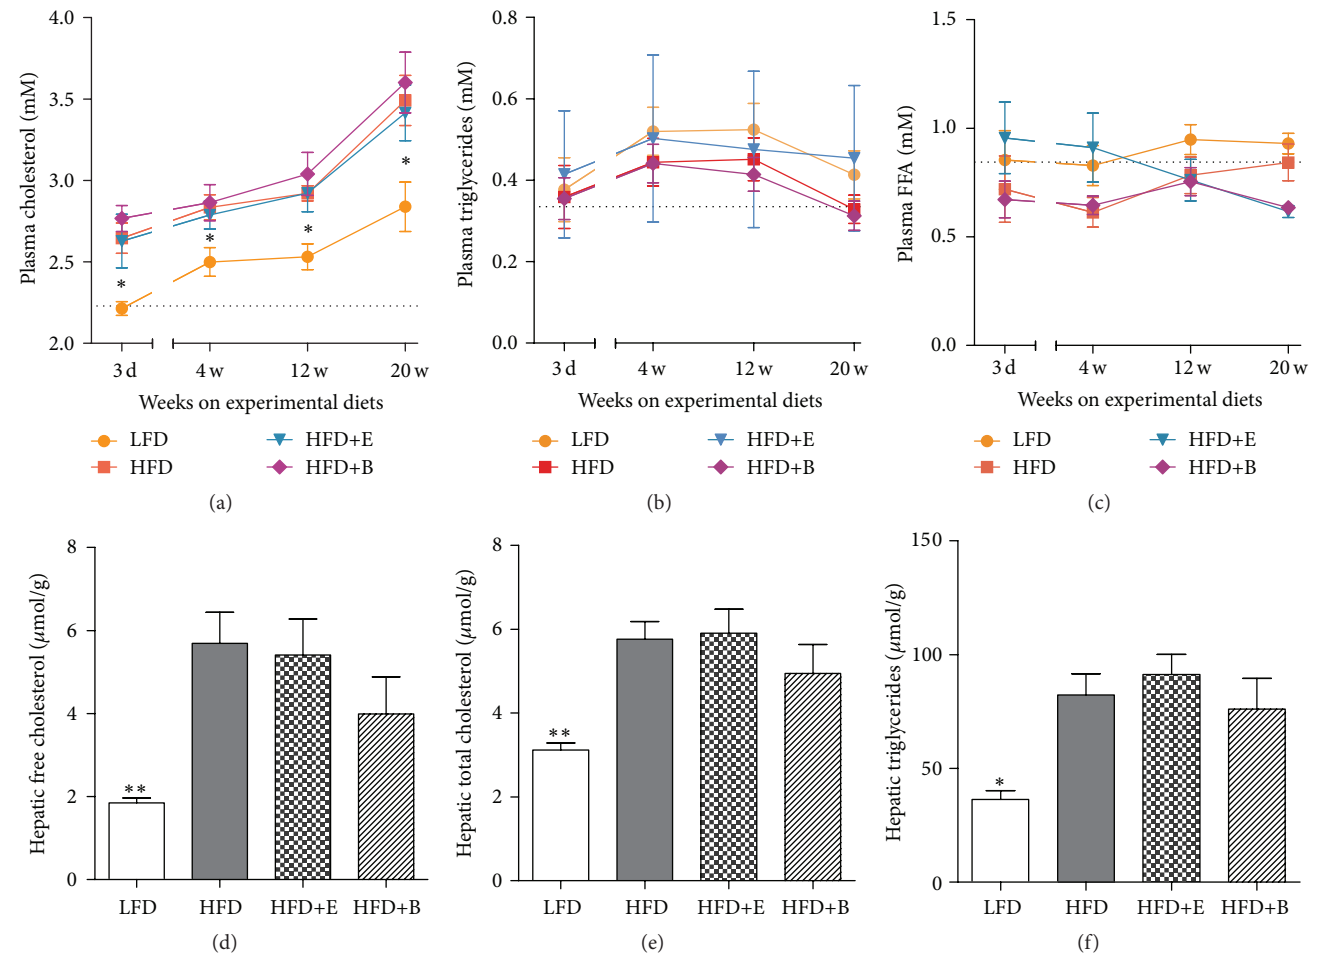 Plasma cholesterol (mM)
4.0
3.5
3.0
2.5
2.0
*
*
*
*
3 d
4 w
12 w
20 w
Weeks on experimental diets
LFD
HFD+E
HFD
HFD+B
(a)
Plasma triglycerides (mM)
0.8
0.6
0.4
0.2
0.0
3 d
4 w
12 w
20 w
Weeks on experimental diets
LFD
HFD+E
HFD
HFD+B
(b)
Plasma FFA (mM)
1.5
1.0
0.5
0.0
3 d
4 w
12 w
20 w
Weeks on experimental diets
LFD
HFD+E
HFD
HFD+B
(c)
Hepatic free cholesterol (μmol/g)
8
6
4
2
0
**
LFD
HFD
HFD+E
HFD+B
(d)
Hepatic total cholesterol (μmol/g)
8
6
4
2
0
**
LFD
HFD
HFD+E
HFD+B
(e)
Hepatic triglycerides (μmol/g)
150
100
50
0
*
LFD
HFD
HFD+E
HFD+B
(f)